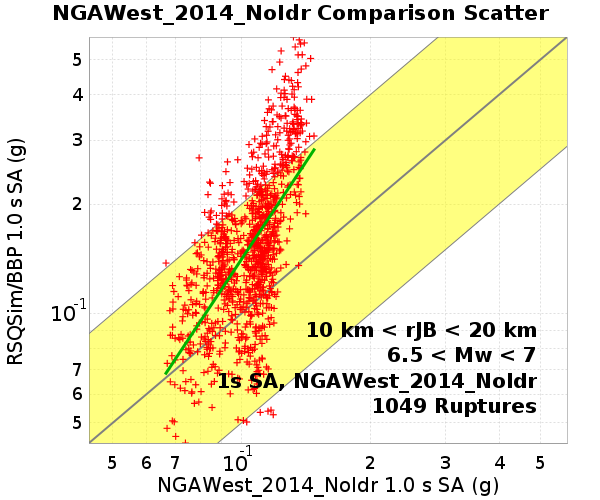 NGAWest_2014_NoIdr Comparison Scatter
RSQSim/BBP 1.0 s SA (g)
5
4
3
2
10-1
7
6
5
10 km < rJB < 20 km
6.5 < Mw < 7
1s SA, NGAWest_2014_NoIdr
1049 Ruptures
5 6 7 10-1 2 3 4 5
NGAWest_2014_NoIdr 1.0 s SA (g)